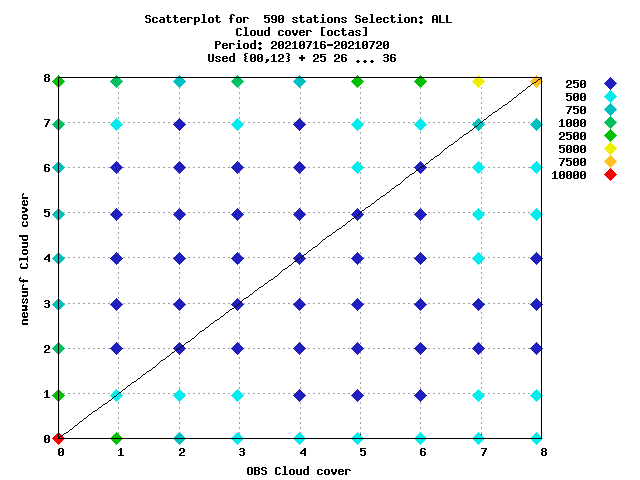 Scatterplot for 590 stations Selection: ALL
Cloud cover [octas]
Period: 20210716-20210720
Used {00,12} + 25 26 ... 36
8
7
6
5
4
3
2
1
0
newsurf Cloud cover
0 1 2 3 4 5 6 7 8
OBS Cloud cover
250
500
750
1000
2500
5000
7500
10000